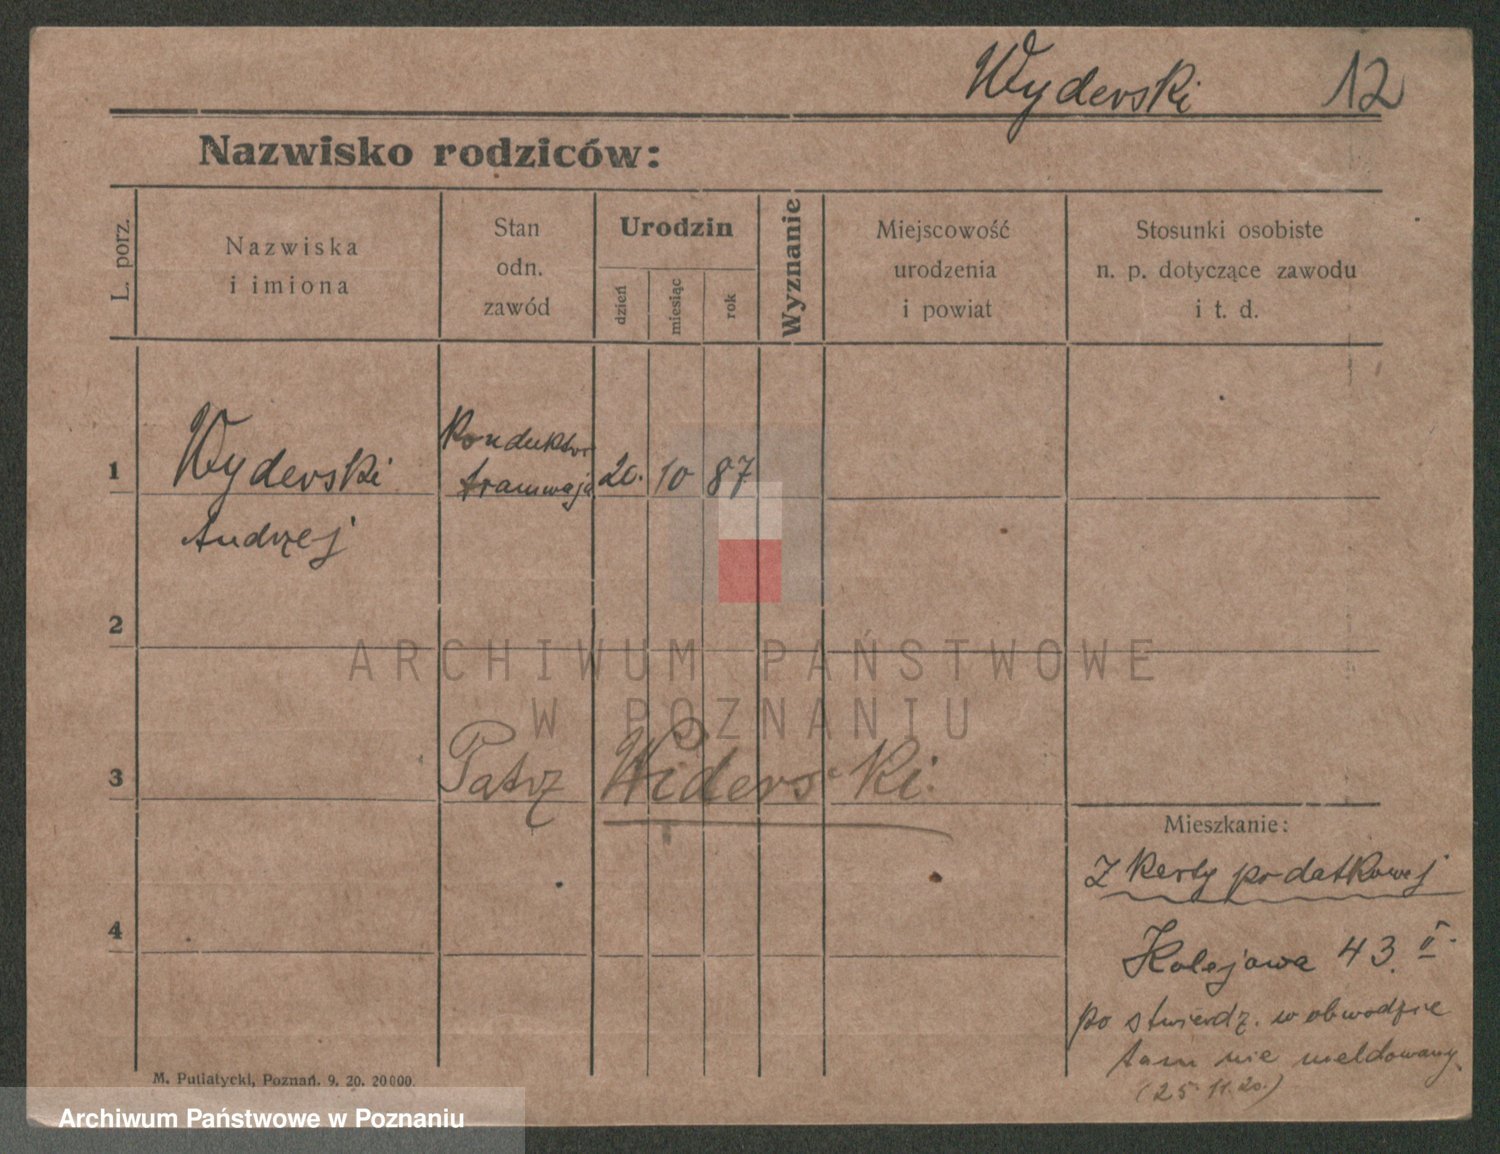 Wyderski 12
Nazwisko rodziców:
L. porz.
Nazwiska
i imiona
Stan
odn.
zawód
Urodzin
dzień
miesiąc
rok
Wyznanie
Miejscowość
urodzenia
i powiat
Stosunki osobiste
n. p. dotyczące zawodu
i t. d.
1 Wyderski Konduktor
tramwaja 20. 10 87
Andrzej
2
ARCHIWUM PAŃSTWOWE
W POZNANIU
3 Patrz Widerski.
Mieszkanie:
Z karty podatkowej
4 Kolejowa 43. II.
po stwierdz. w obwodzie
tam nie meldowany
(25.11.20.)
M. Putiatycki, Poznań. 9. 20. 20000.
Archiwum Państwowe w Poznaniu